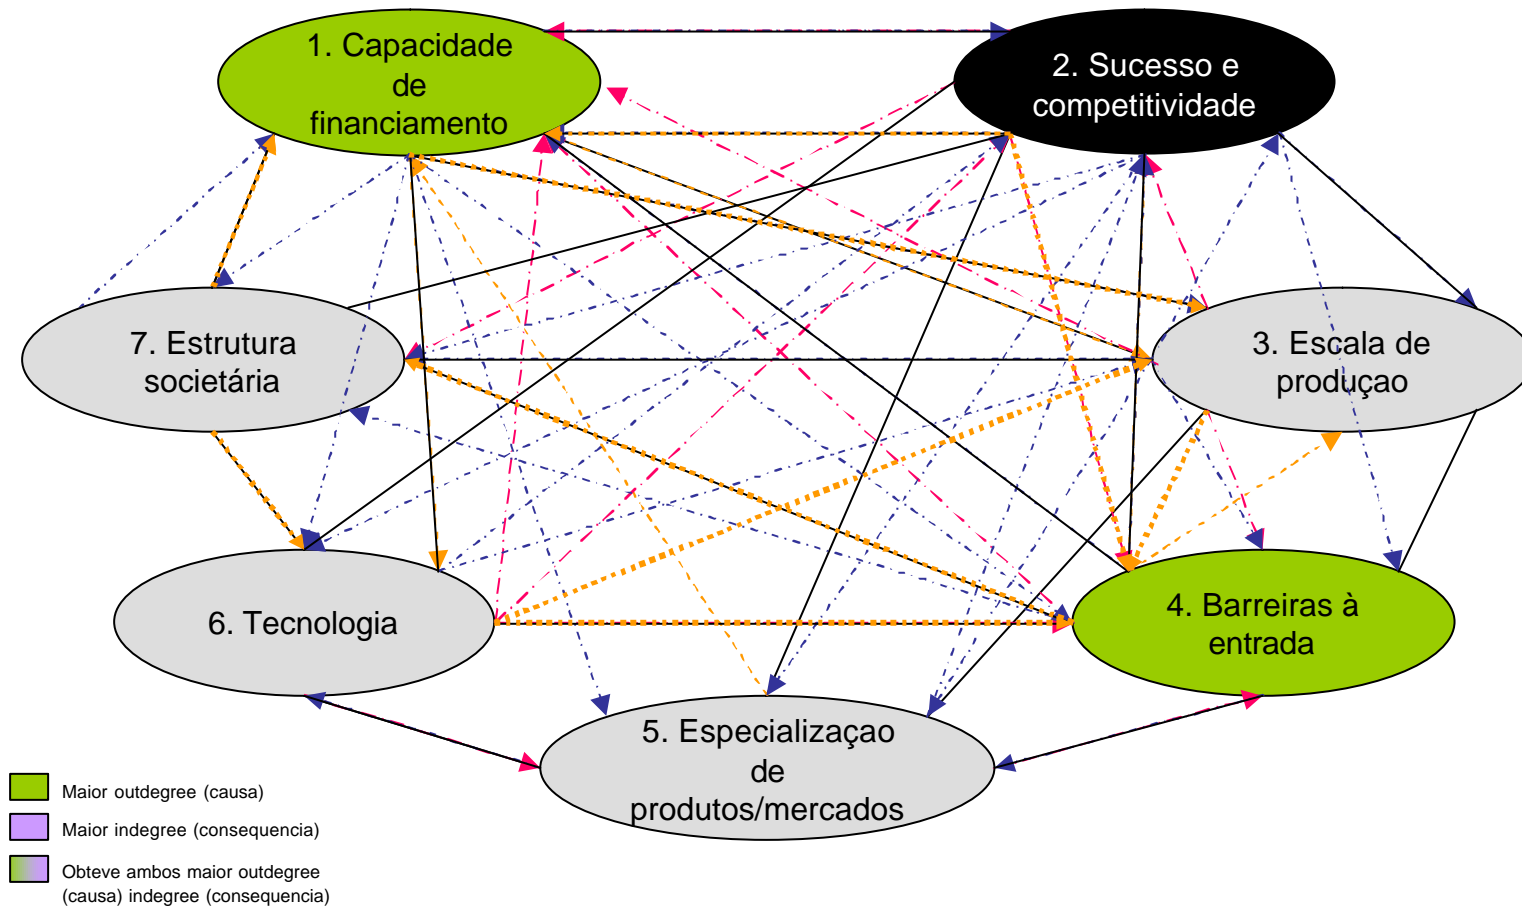 1. Capacidade
de
financiamento
2. Sucesso e
competitividade
7. Estrutura
societária
3. Escala de
produçao
6. Tecnologia
4. Barreiras à
entrada
5. Especializaçao
de
produtos/mercados
Maior outdegree (causa)
Maior indegree (consequencia)
Obteve ambos maior outdegree
(causa) indegree (consequencia)